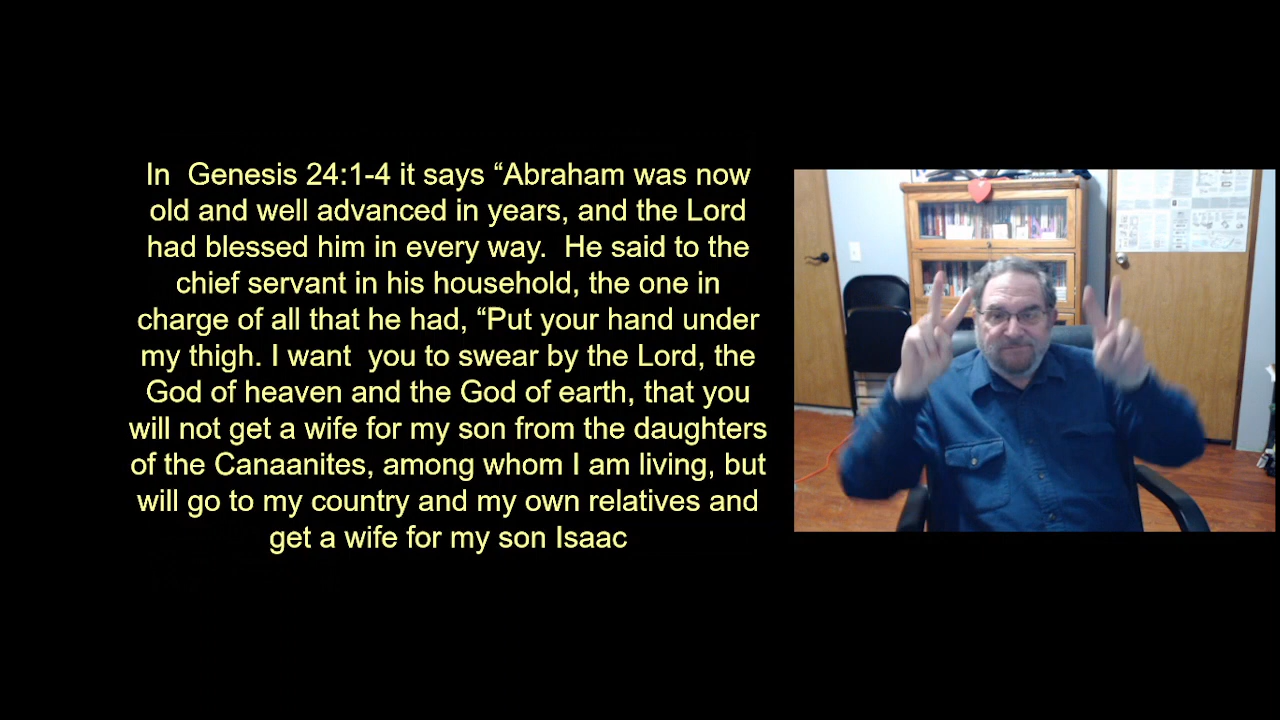 In  Genesis 24:1-4 it says “Abraham was now
old and well advanced in years, and the Lord
had blessed him in every way.  He said to the
chief servant in his household, the one in
charge of all that he had, “Put your hand under
my thigh. I want  you to swear by the Lord, the
God of heaven and the God of earth, that you
will not get a wife for my son from the daughters
of the Canaanites, among whom I am living, but
will go to my country and my own relatives and
get a wife for my son Isaac